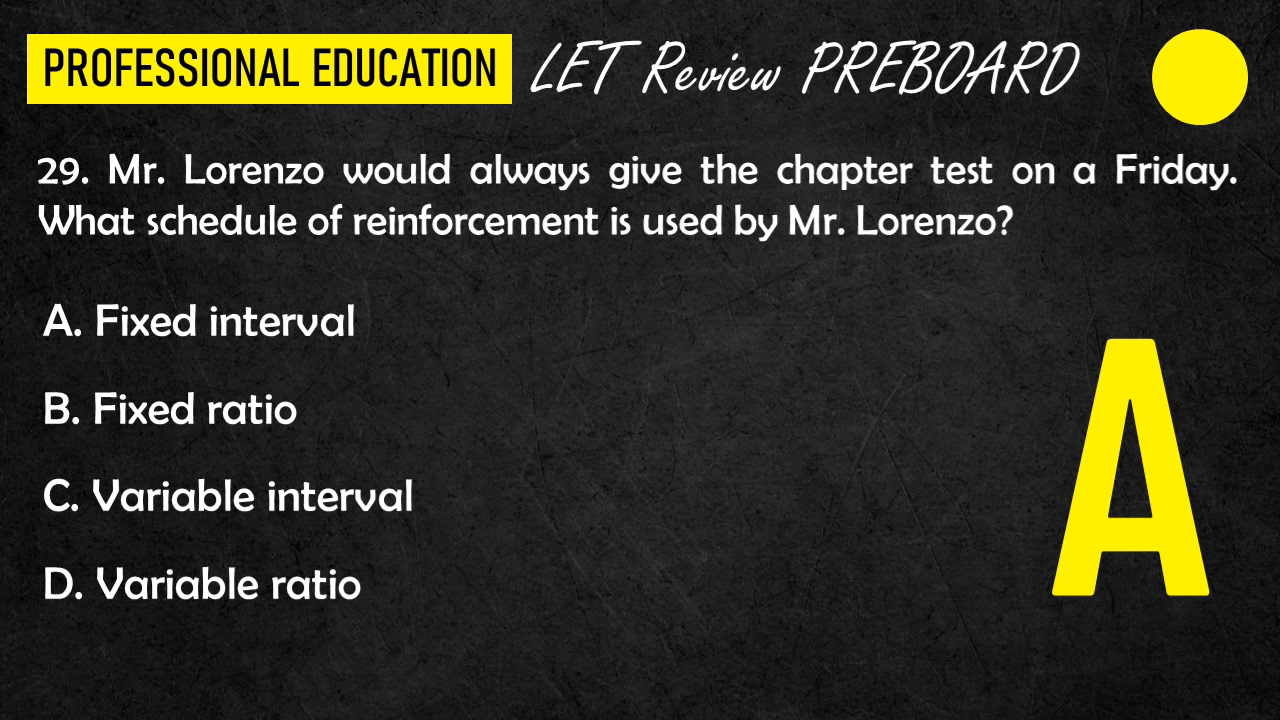 PROFESSIONAL EDUCATION LET Review PREBOARD
29. Mr. Lorenzo would always give the chapter test on a Friday.
What schedule of reinforcement is used by Mr. Lorenzo?
A. Fixed interval
B. Fixed ratio
C. Variable interval
D. Variable ratio
A